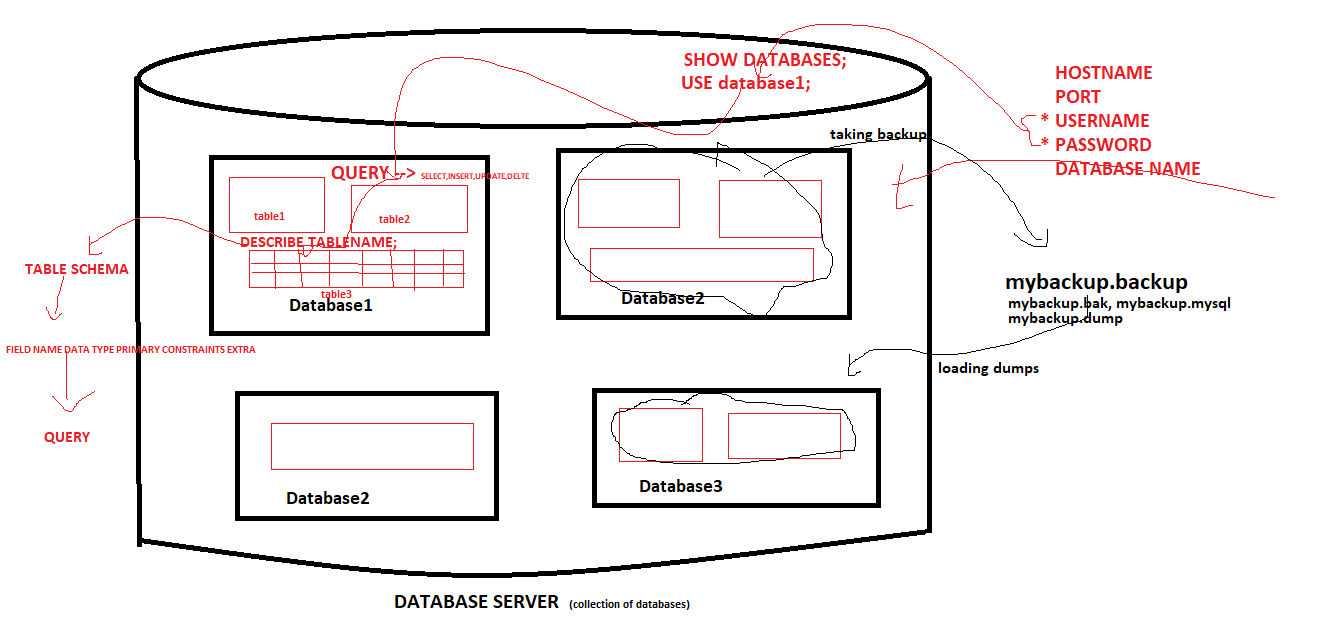 SHOW DATABASES;
USE database1;
HOSTNAME
PORT
* USERNAME
* PASSWORD
DATABASE NAME
taking backup
QUERY --> SELECT,INSERT,UPDATE,DELTE
table1
table2
DESCRIBE TABLENAME;
table3
Database1
Database2
TABLE SCHEMA
FIELD NAME DATA TYPE PRIMARY CONSTRAINTS EXTRA
QUERY
mybackup.backup
mybackup.bak, mybackup.mysql
mybackup.dump
loading dumps
Database2
Database3
DATABASE SERVER (collection of databases)